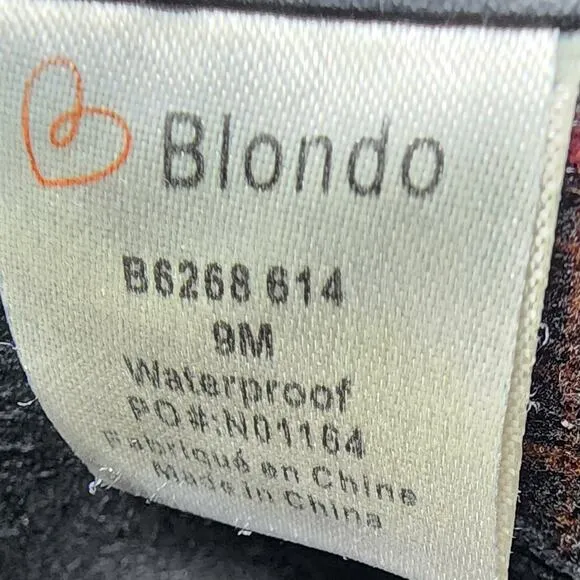 Blondo
B6268 614
9M
Waterproof
PO#:N01164
Fabriqué en Chine
Made in China